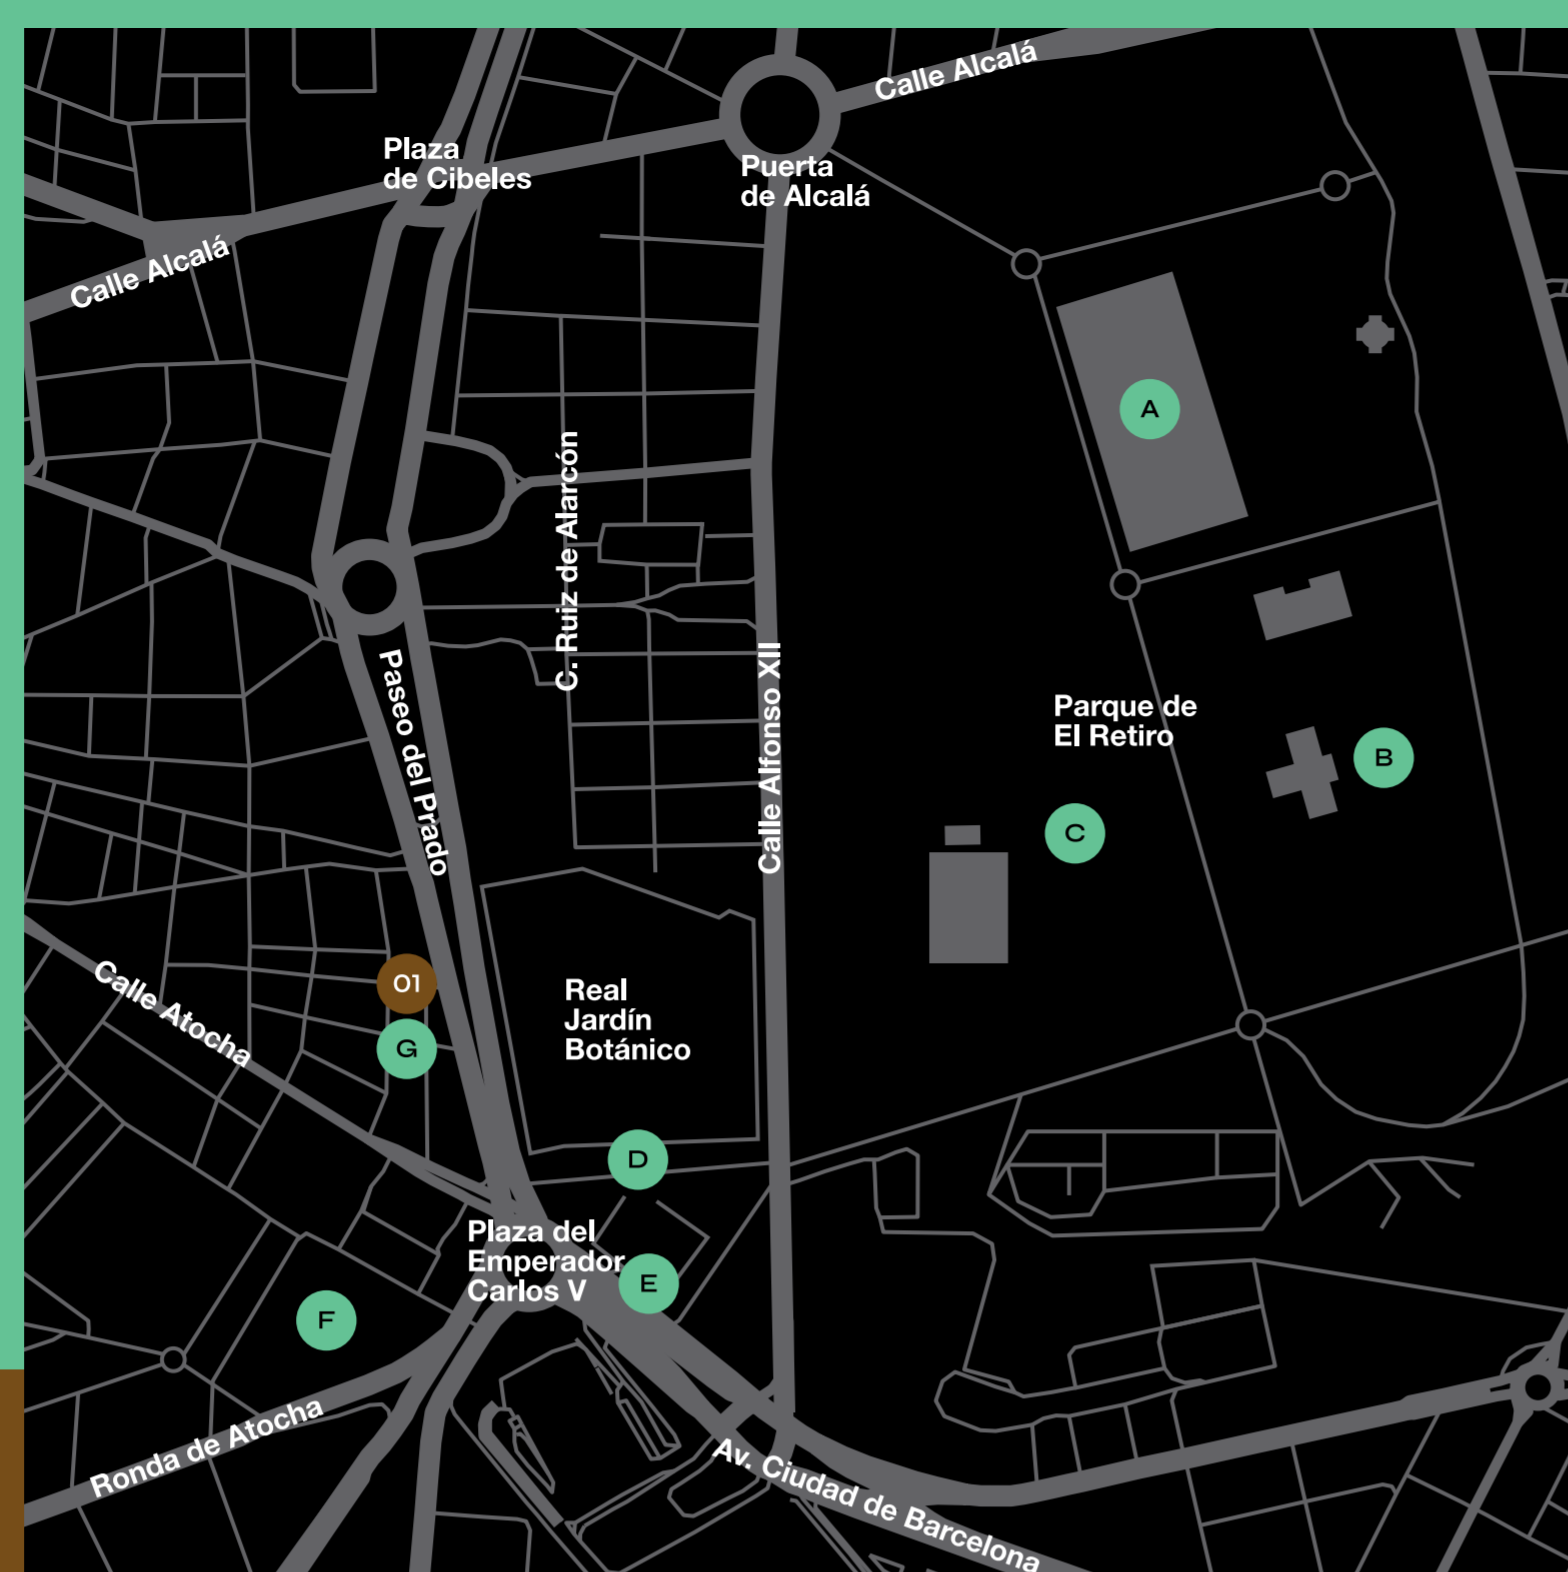 Calle Alcalá
Plaza
de Cibeles
Puerta
de Alcalá
Calle Alcalá
A
C. Ruiz de Alarcón
Paseo del Prado
Calle Alfonso XII
Parque de
El Retiro
B
C
Calle Atocha
01
G
Real
Jardín
Botánico
D
Plaza del
Emperador
Carlos V
E
F
Ronda de Atocha
Av. Ciudad de Barcelona